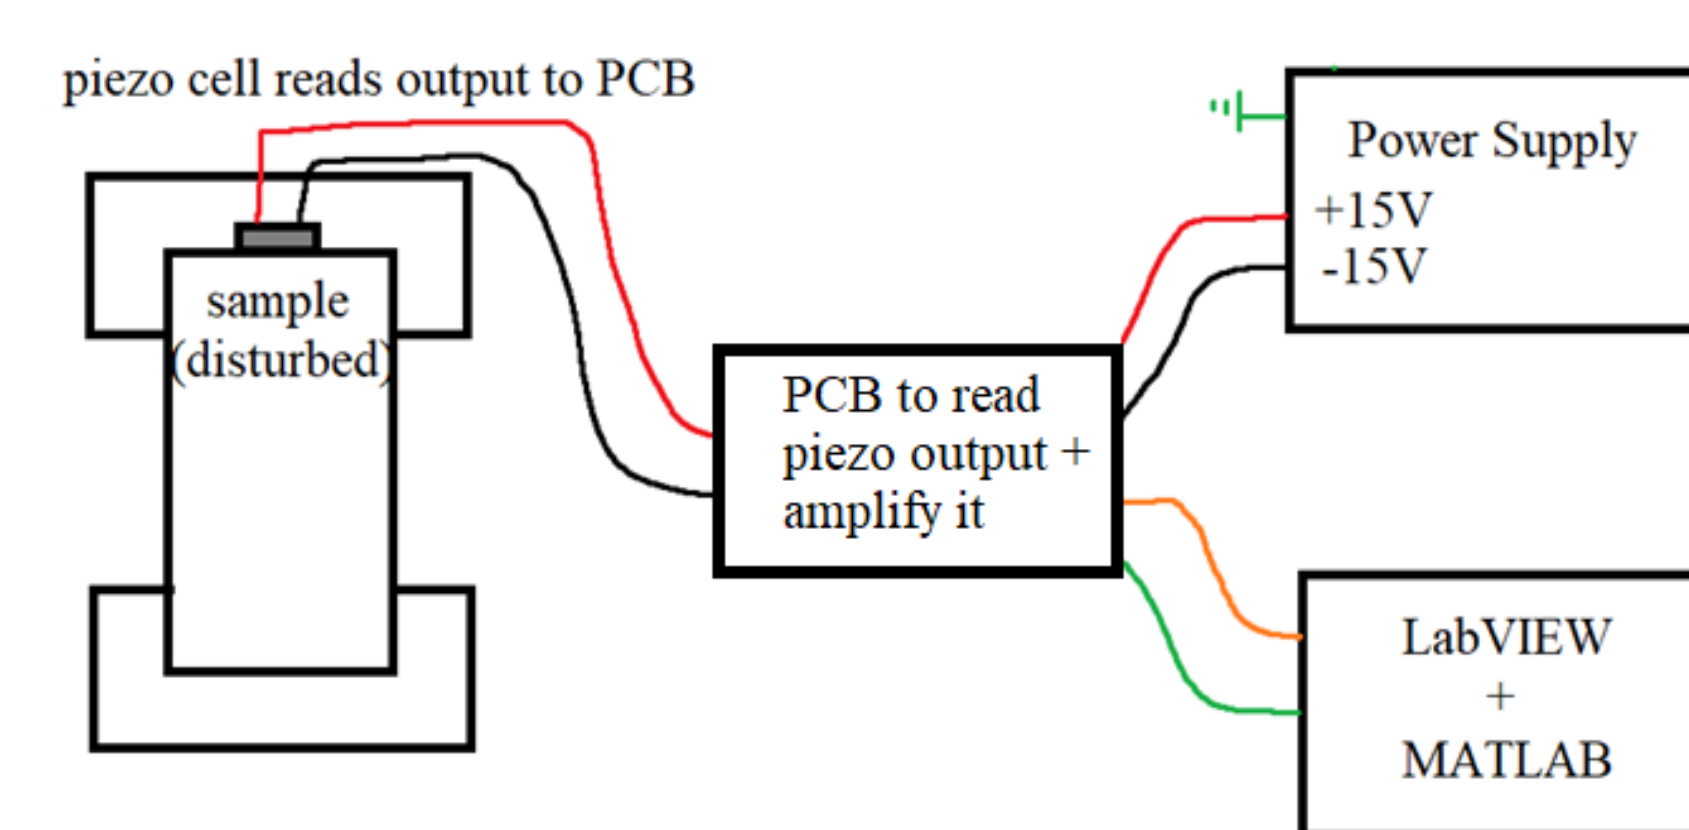 piezo cell reads output to PCB
sample
(disturbed)
PCB to read
piezo output +
amplify it
Power Supply
+15V
-15V
LabVIEW
+
MATLAB